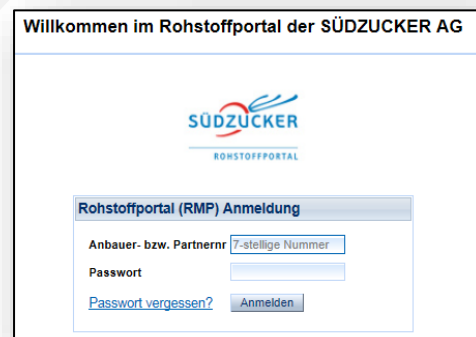 Willkommen im Rohstoffportal der SÜDZUCKER AG
SÜDZUCKER
ROHSTOFFPORTAL
Rohstoffportal (RMP) Anmeldung
Anbauer- bzw. Partnernr 7-stellige Nummer
Passwort
Passwort vergessen? Anmelden